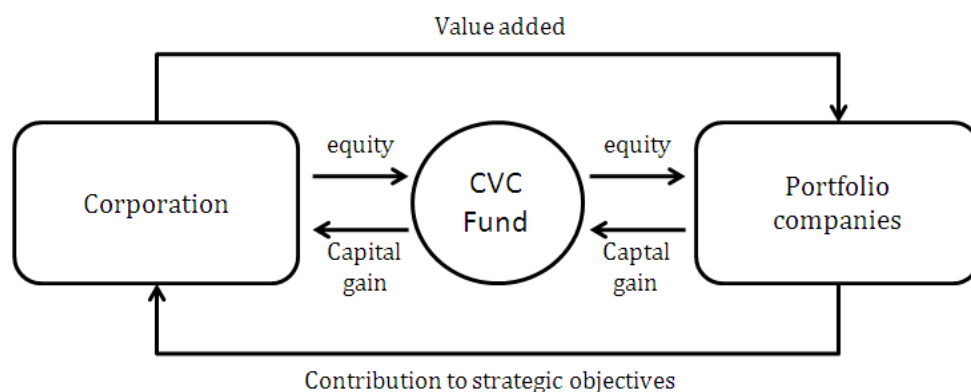 Value added
equity
equity
Corporation
CVC
Fund
Portfolio
companies
Capital
gain
Captal
gain
Contribution to strategic objectives